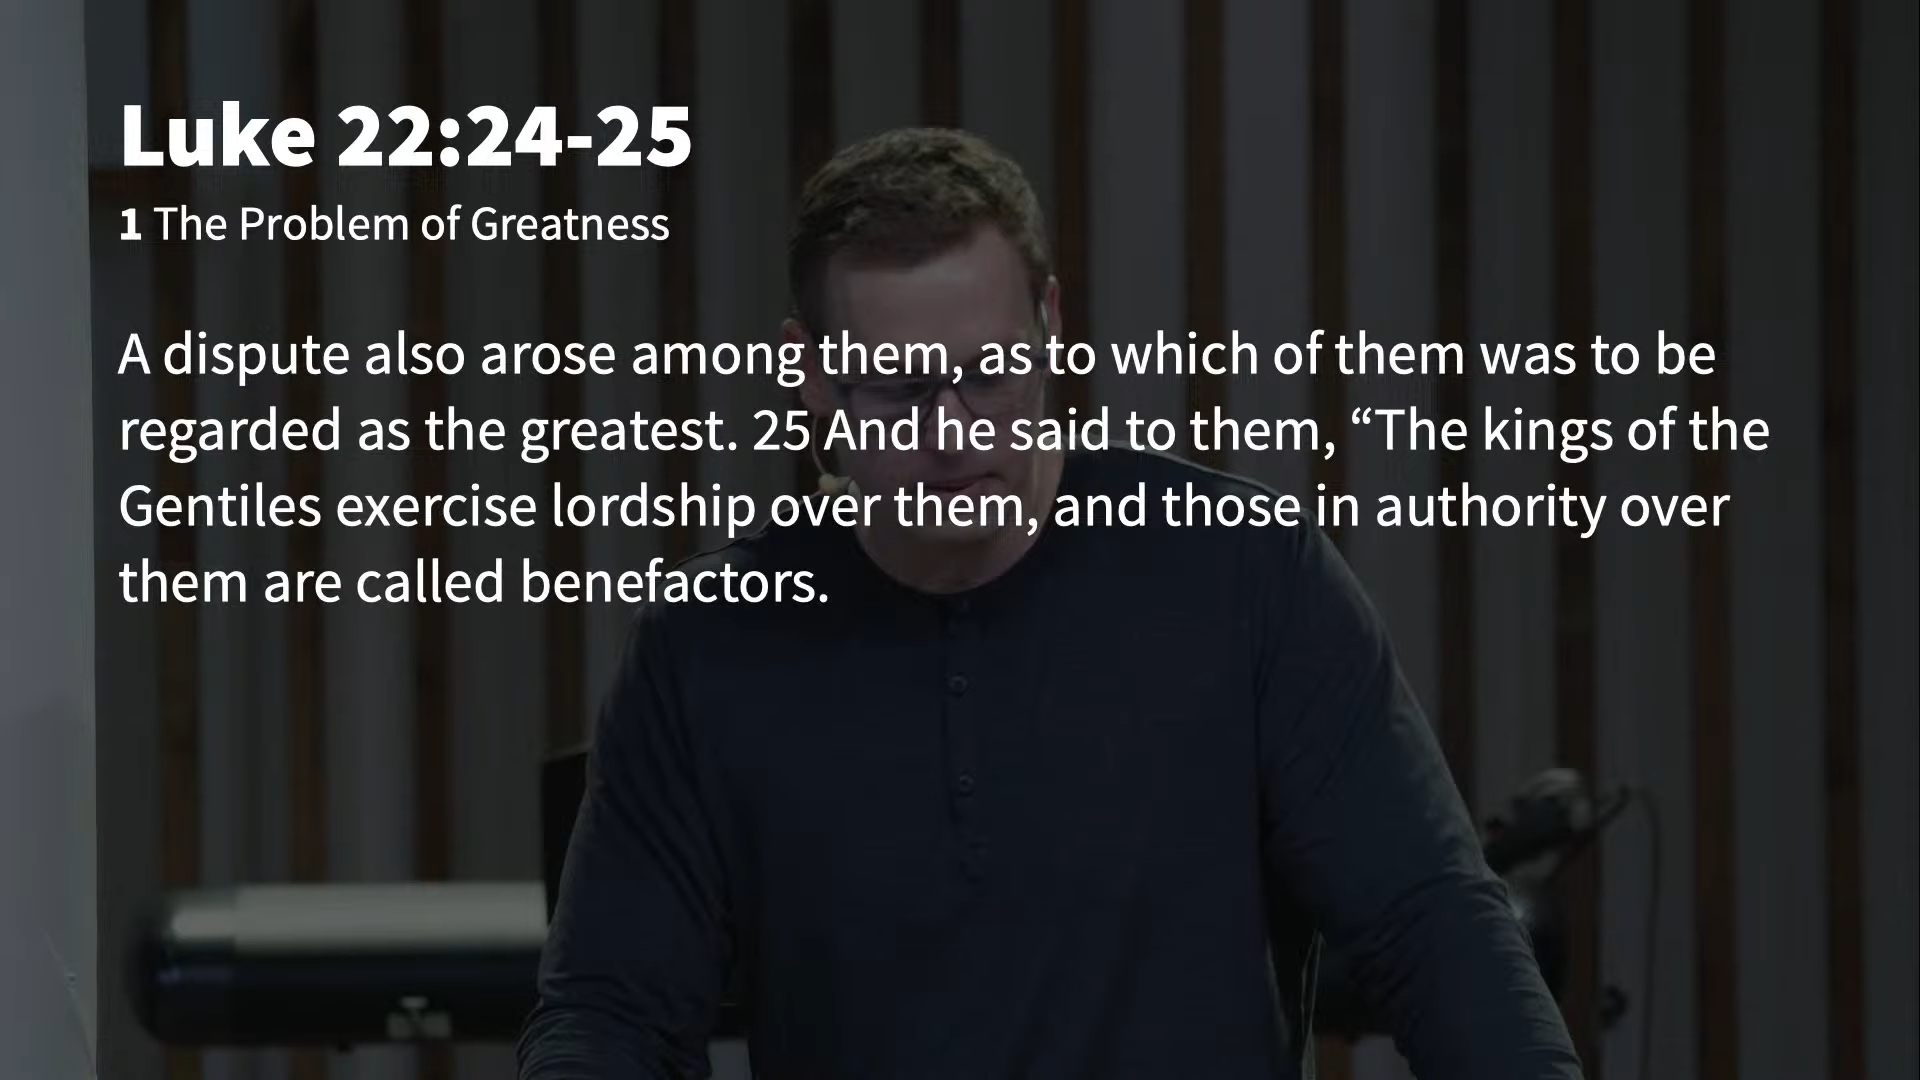 Luke 22:24-25
1 The Problem of Greatness
A dispute also arose among them, as to which of them was to be
regarded as the greatest. 25 And he said to them, “The kings of the
Gentiles exercise lordship over them, and those in authority over
them are called benefactors.